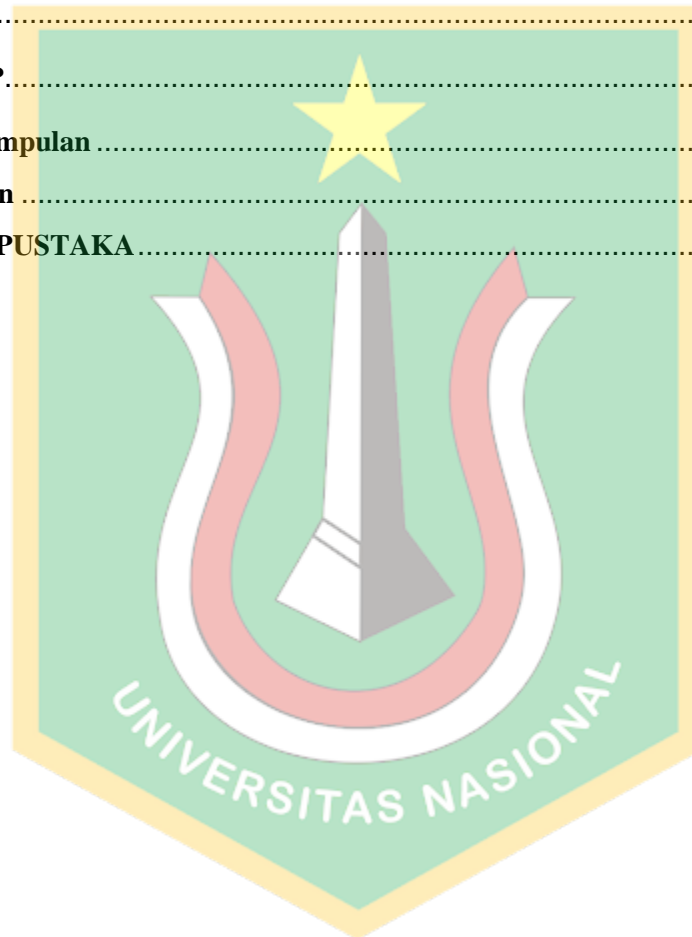 ............................................................
P............................................................
mpulan ............................................................
n ............................................................
PUSTAKA ............................................................
UNIVERSITAS NASIONAL